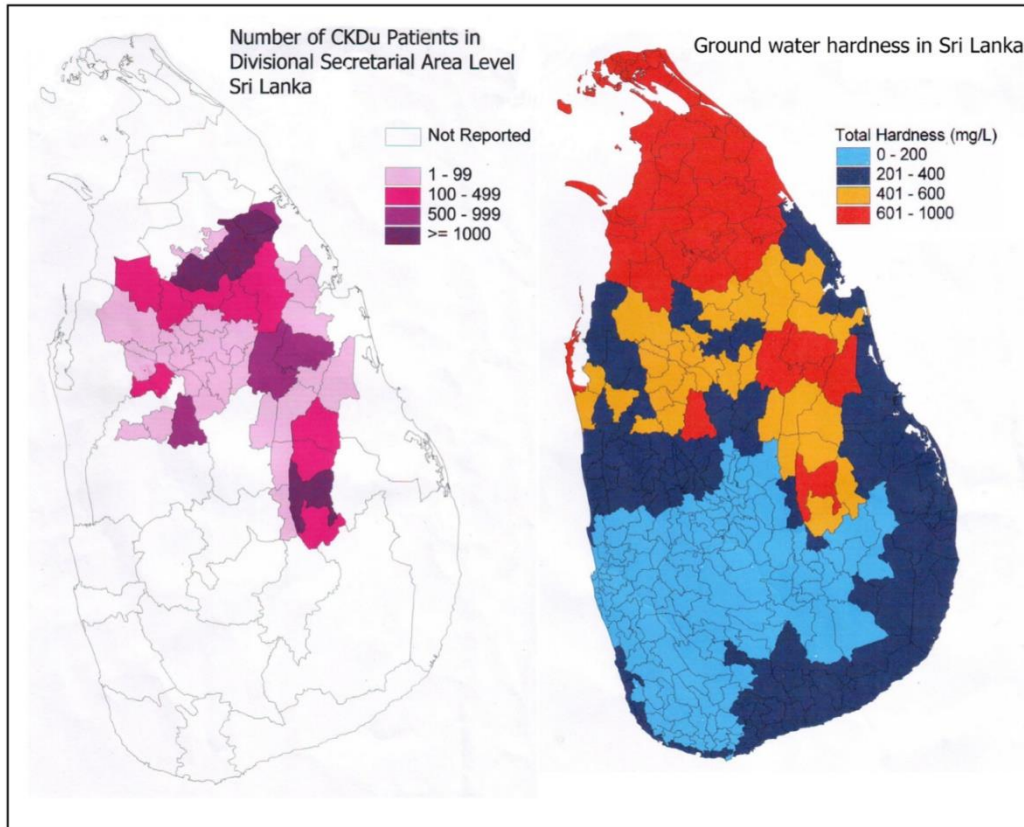 Number of CKDu Patients in
Divisional Secretarial Area Level
Sri Lanka
Not Reported
1 - 99
100 - 499
500 - 999
>= 1000
Ground water hardness in Sri Lanka
Total Hardness (mg/L)
0 - 200
201 - 400
401 - 600
601 - 1000